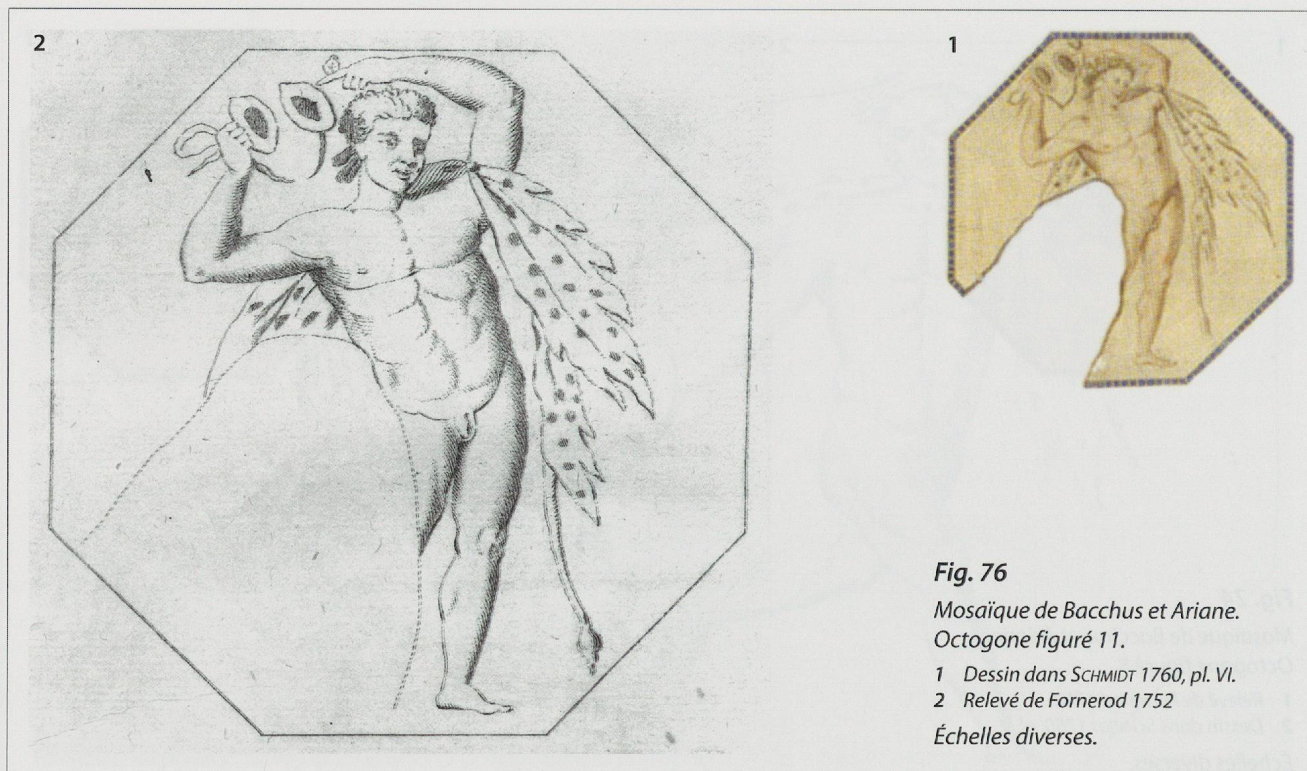 2
1
Fig. 76
Mosaïque de Bacchus et Ariane.
Octogone figuré 11.
1 Dessin dans SCHMIDT 1760, pl. VI.
2 Relevé de Fornerod 1752
Échelles diverses.